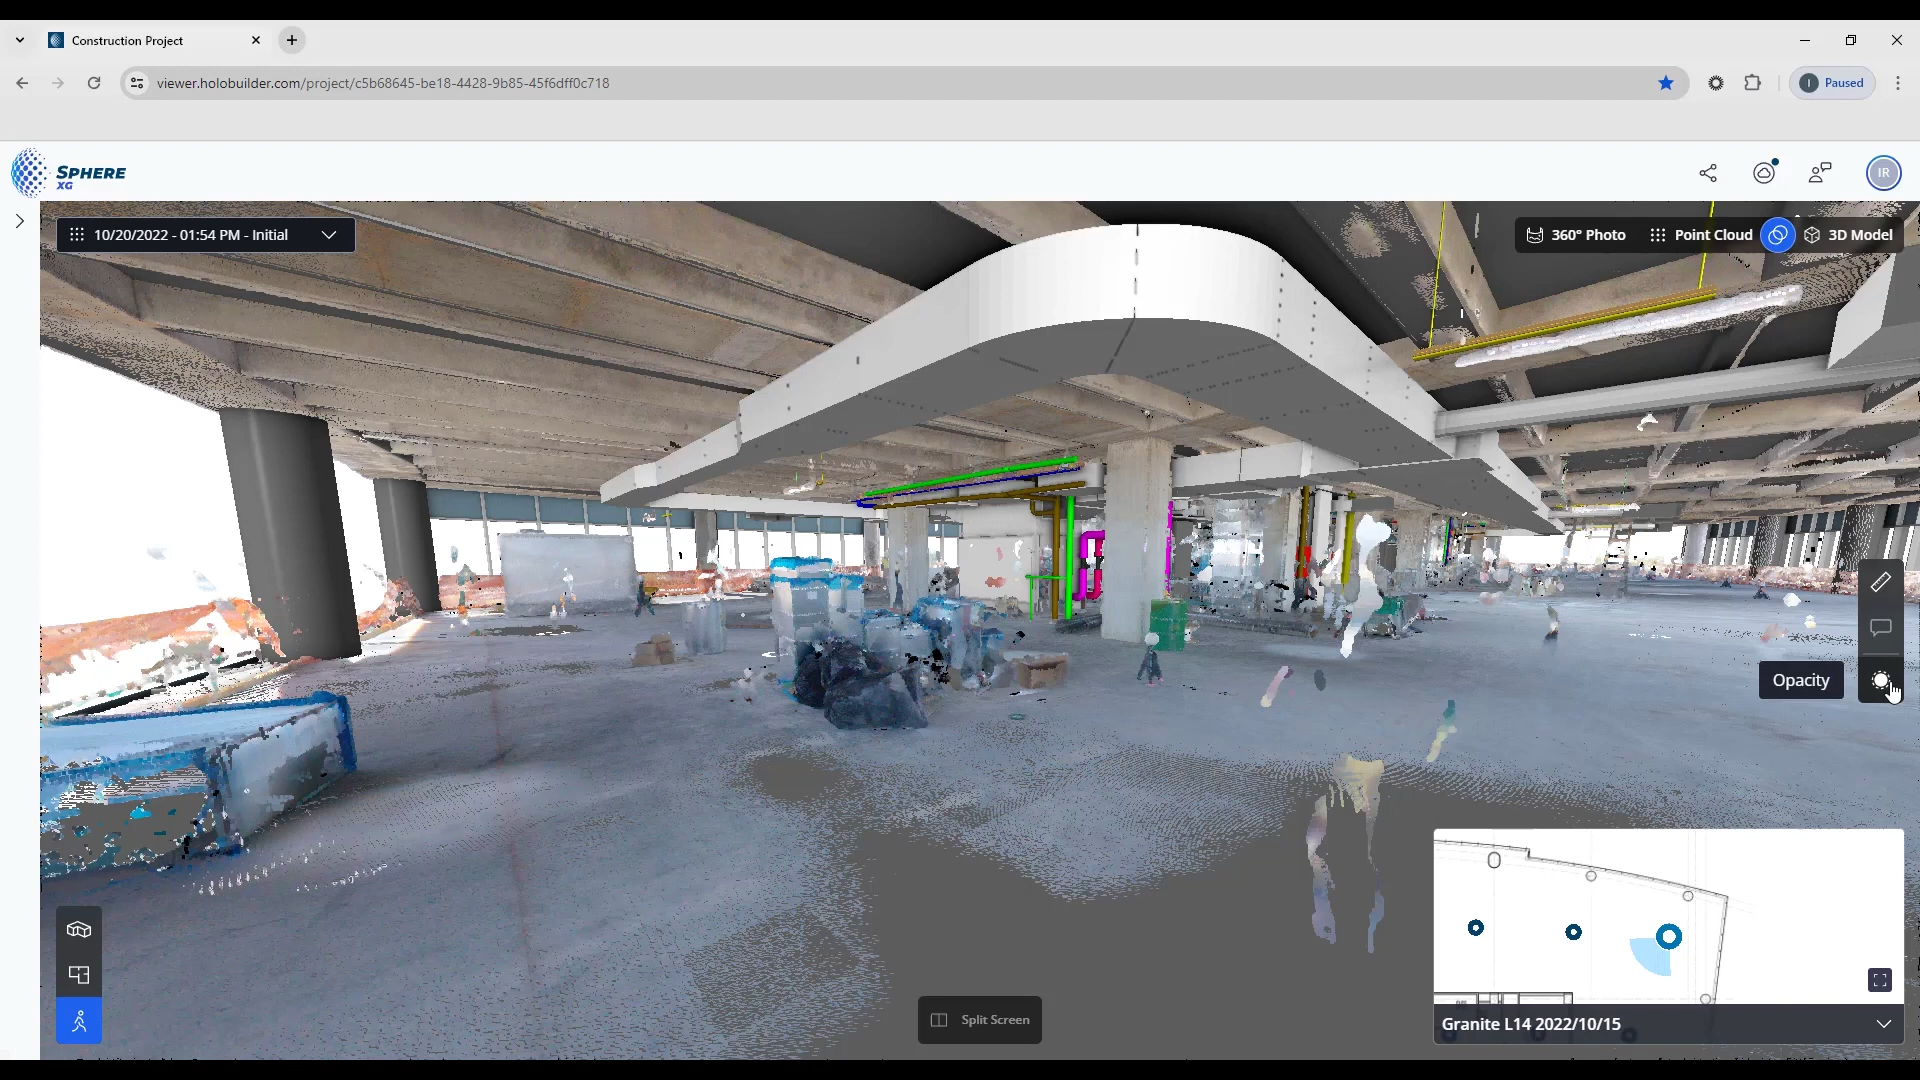 Construction Project
viewer.holobuilder.com/project/c5b68645-be18-4428-9b85-45f6dff0c718
I
Paused
SPHERE
XG
IR
10/20/2022 - 01:54 PM - Initial
360° Photo
Point Cloud
3D Model
Opacity
Split Screen
Granite L14 2022/10/15